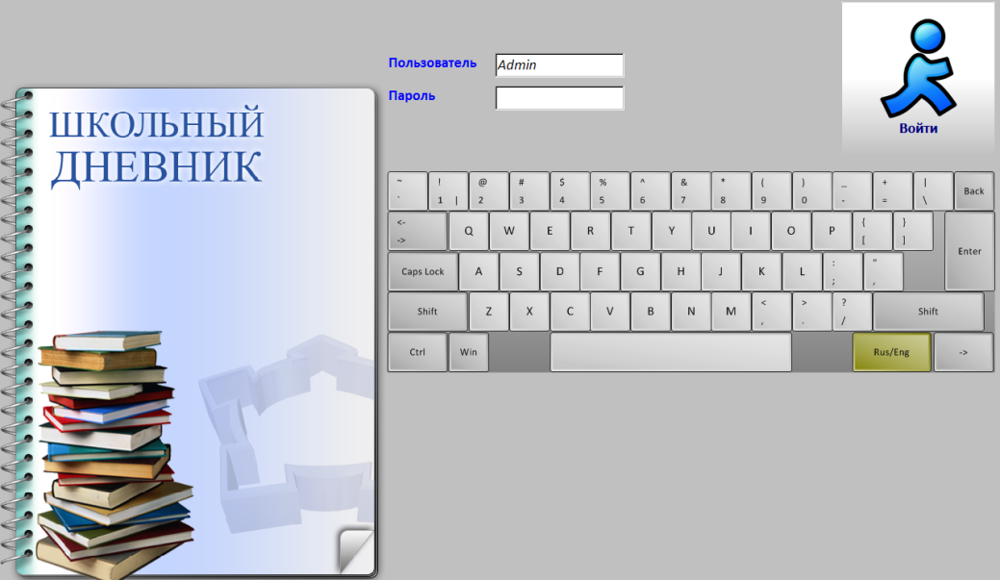 ШКОЛЬНЫЙ
ДНЕВНИК
Пользователь Admin
Пароль
Войти
~ ! @ # $ % ^ & * ( ) _ + |
` 1 | 2 3 4 5 6 7 8 9 0 - = \ Back
<- { }
-> Q W E R T Y U I O P [ ]
Enter
Caps Lock A S D F G H J K L : "
; ,
Shift Z X C V B N M < > ? Shift
, . /
Ctrl Win Rus/Eng ->